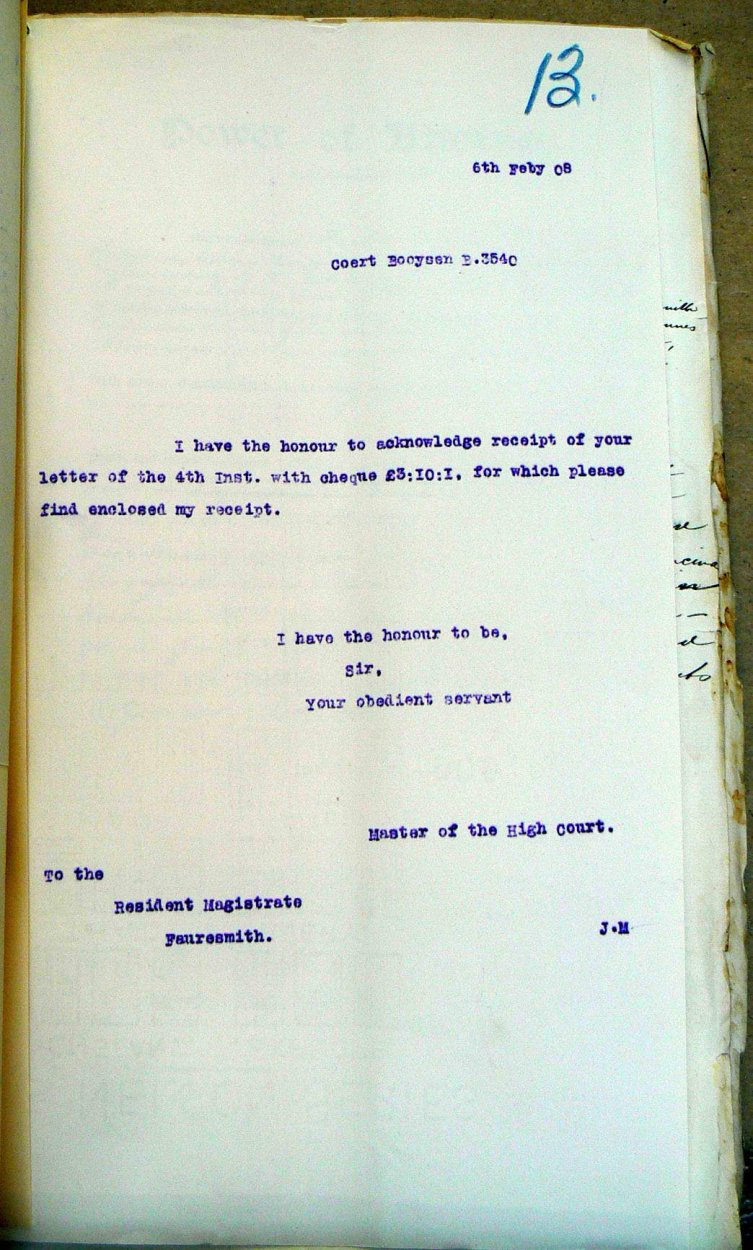 13.
6th Feby 08
Coert Booysen B.3540
I have the honour to acknowledge receipt of your
letter of the 4th Inst. with cheque £3:10:1, for which please
find enclosed my receipt.
I have the honour to be,
Sir,
Your obedient servant
Master of the High Court.
To the
Resident Magistrate
Fauresmith.
J.M